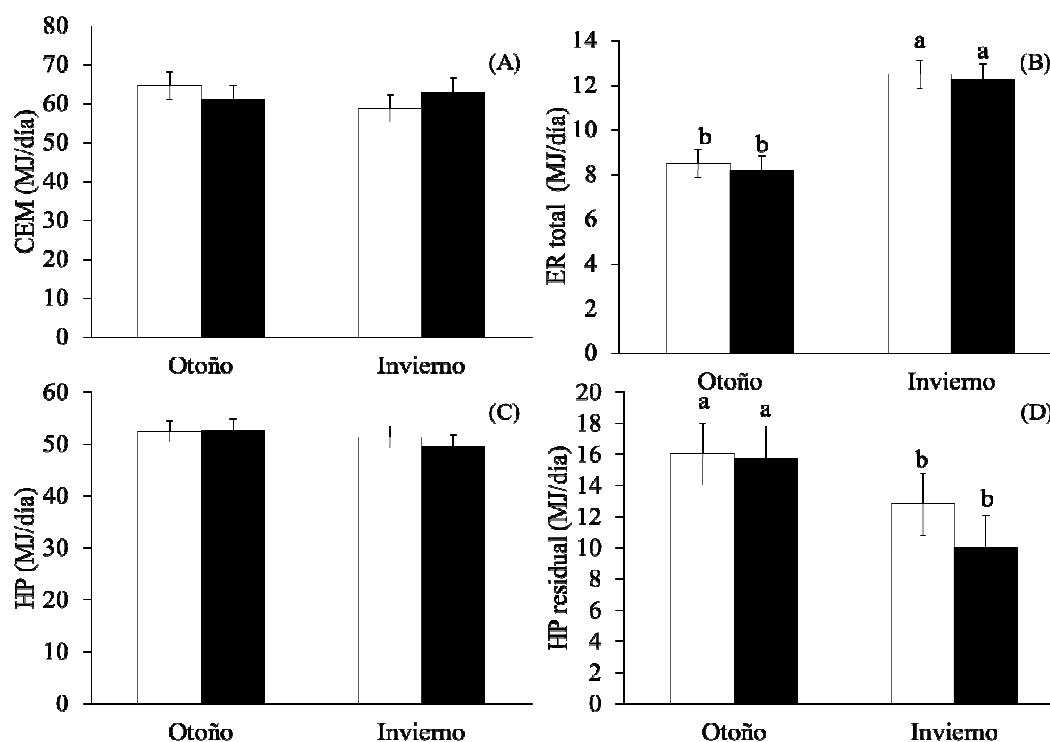 (A)
CEM (MJ/día)
80
70
60
50
40
30
20
10
0
Otoño Invierno
(B)
ER total (MJ/día)
14
12
10
8
6
4
2
0
b b a a
Otoño Invierno
(C)
HP (MJ/día)
60
50
40
30
20
10
0
Otoño Invierno
(D)
HP residual (MJ/día)
20
18
16
14
12
10
8
6
4
2
0
a a b b
Otoño Invierno